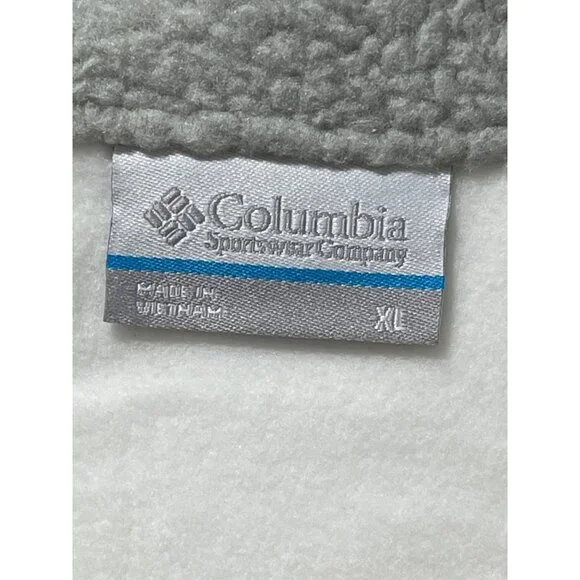 Columbia
Sportswear Company
MADE IN
VIETNAM
XL